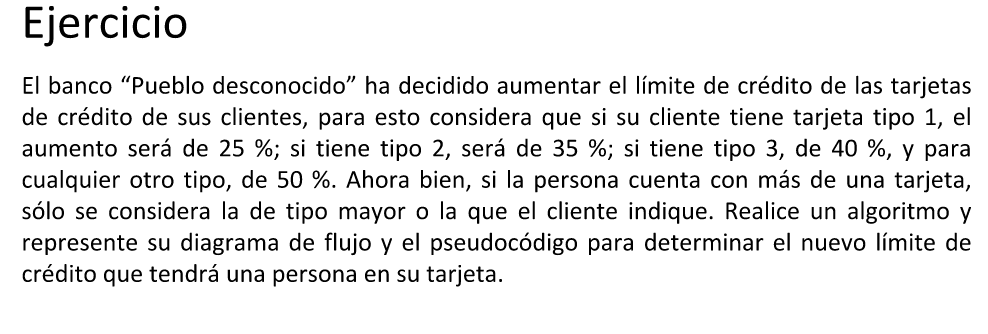 Ejercicio
El banco “Pueblo desconocido” ha decidido aumentar el límite de crédito de las tarjetas
de crédito de sus clientes, para esto considera que si su cliente tiene tarjeta tipo 1, el
aumento será de 25 %; si tiene tipo 2, será de 35 %; si tiene tipo 3, de 40 %, y para
cualquier otro tipo, de 50 %. Ahora bien, si la persona cuenta con más de una tarjeta,
sólo se considera la de tipo mayor o la que el cliente indique. Realice un algoritmo y
represente su diagrama de flujo y el pseudocódigo para determinar el nuevo límite de
crédito que tendrá una persona en su tarjeta.